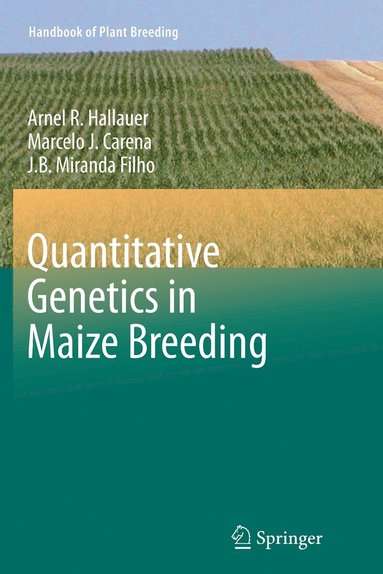 Handbook of Plant Breeding
Arnel R. Hallauer
Marcelo J. Carena
J.B. Miranda Filho
Quantitative
Genetics in
Maize Breeding
Springer